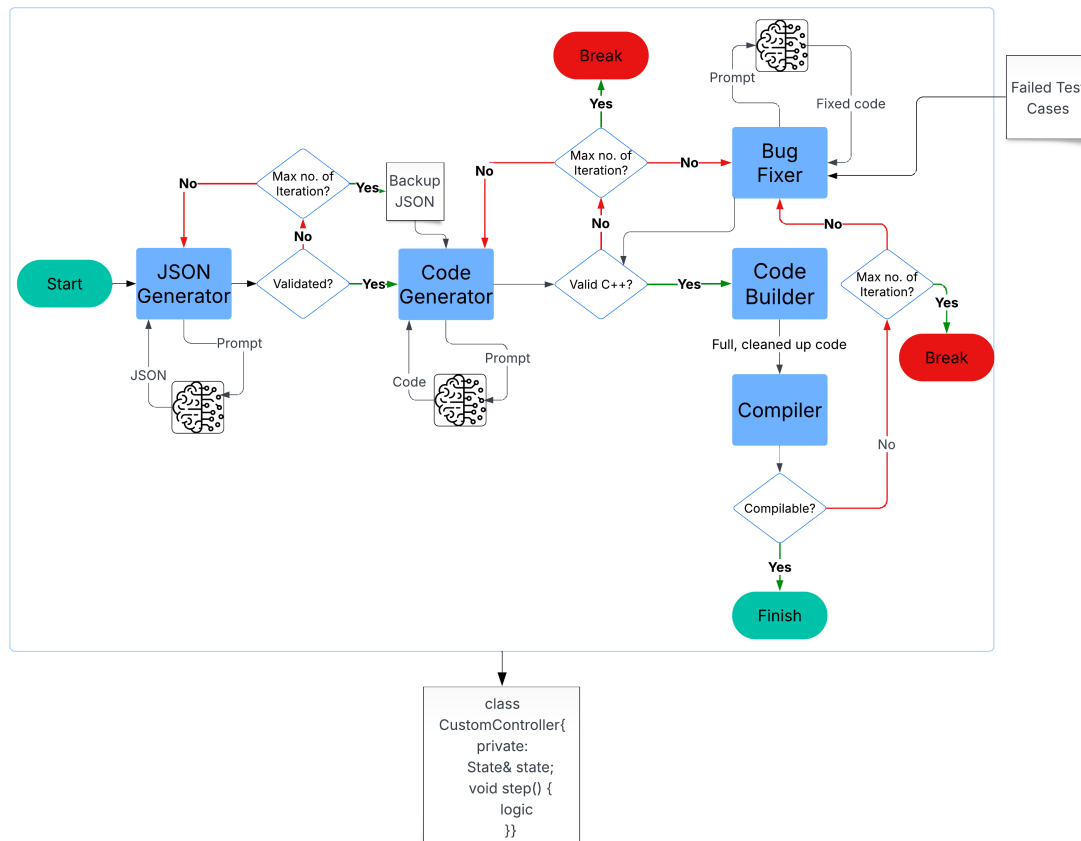 Break
Prompt
Fixed code
Failed Test
Cases
Yes
Max no. of
Iteration?
No
No
Bug
Fixer
Max no. of
Iteration?
No
Yes
Backup
JSON
No
No
No
Start
JSON
Generator
Validated?
Yes
Code
Generator
Valid C++?
Yes
Code
Builder
Max no. of
Iteration?
Yes
Break
Prompt
JSON
Prompt
Code
Full, cleaned up code
Compiler
No
Compilable?
Yes
Finish
class
CustomController{
private:
State& state;
void step() {
logic
}}